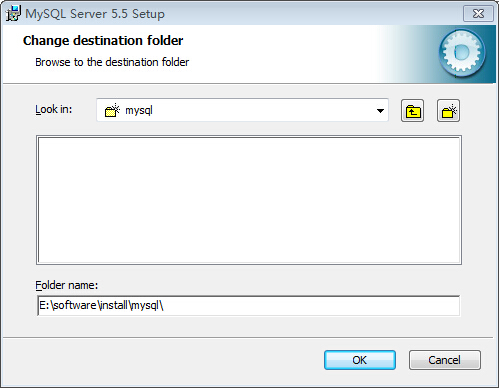 MySQL Server 5.5 Setup
Change destination folder
Browse to the destination folder
Look in:
mysql
Folder name:
E:\software\install\mysql\
OK
Cancel